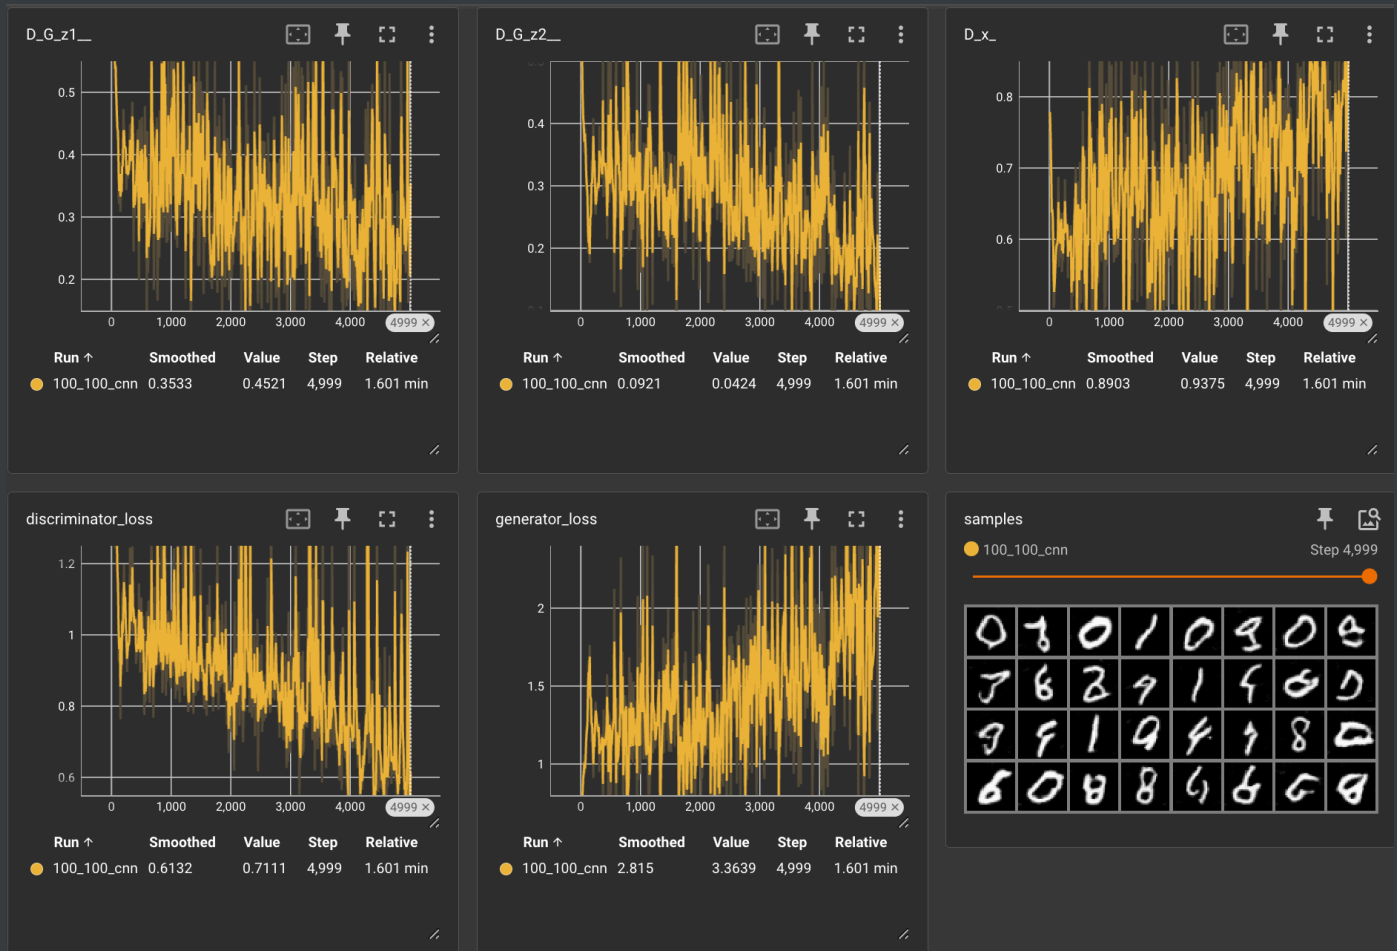 D_G_z1__
0.5
0.4
0.3
0.2
0 1,000 2,000 3,000 4,000 4999 ×
Run ↑ Smoothed Value Step Relative
100_100_cnn 0.3533 0.4521 4,999 1.601 min
D_G_z2__
0.4
0.3
0.2
0 1,000 2,000 3,000 4,000 4999 ×
Run ↑ Smoothed Value Step Relative
100_100_cnn 0.0921 0.0424 4,999 1.601 min
D_x_
0.8
0.7
0.6
0 1,000 2,000 3,000 4,000 4999 ×
Run ↑ Smoothed Value Step Relative
100_100_cnn 0.8903 0.9375 4,999 1.601 min
discriminator_loss
1.2
1
0.8
0.6
0 1,000 2,000 3,000 4,000 4999 ×
Run ↑ Smoothed Value Step Relative
100_100_cnn 0.6132 0.7111 4,999 1.601 min
generator_loss
2
1.5
1
0 1,000 2,000 3,000 4,000 4999 ×
Run ↑ Smoothed Value Step Relative
100_100_cnn 2.815 3.3639 4,999 1.601 min
samples
100_100_cnn Step 4,999